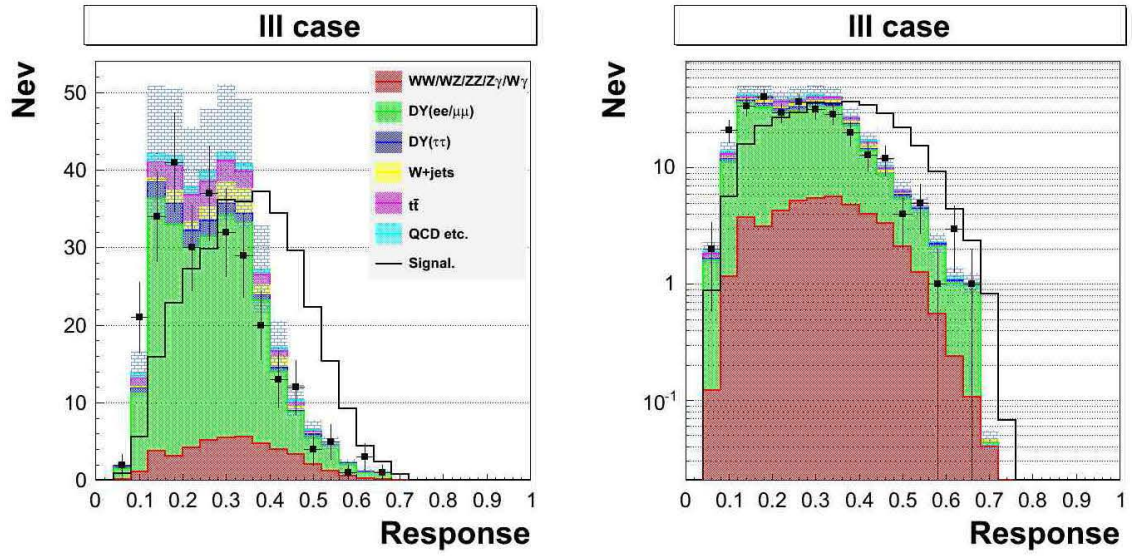 III case
Nev
50
40
30
20
10
0
WW/WZ/ZZ/Zγ/Wγ
DY(ee/μμ)
DY(ττ)
W+jets
tt̄
QCD etc.
Signal.
0 0.1 0.2 0.3 0.4 0.5 0.6 0.7 0.8 0.9 1
Response
III case
Nev
10
1
10⁻¹
0 0.1 0.2 0.3 0.4 0.5 0.6 0.7 0.8 0.9 1
Response